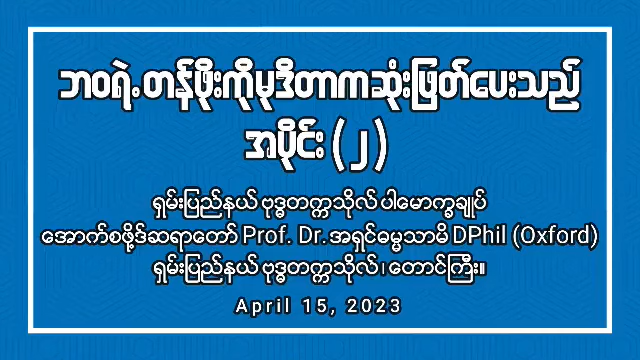 ဘဝရဲ့တန်ဖိုးကိုမုဒိတာကဆုံးဖြတ်ပေးသည်
အပိုင်း (၂)
ရှမ်းပြည်နယ် ဗုဒ္ဓတက္ကသိုလ် ပါမောက္ခချုပ်
အောက်စဖို့ဒ်ဆရာတော် Prof. Dr. အရှင်ဓမ္မသာမိ DPhil (Oxford)
ရှမ်းပြည်နယ် ဗုဒ္ဓတက္ကသိုလ် ၊ တောင်ကြီး။
April 15, 2023